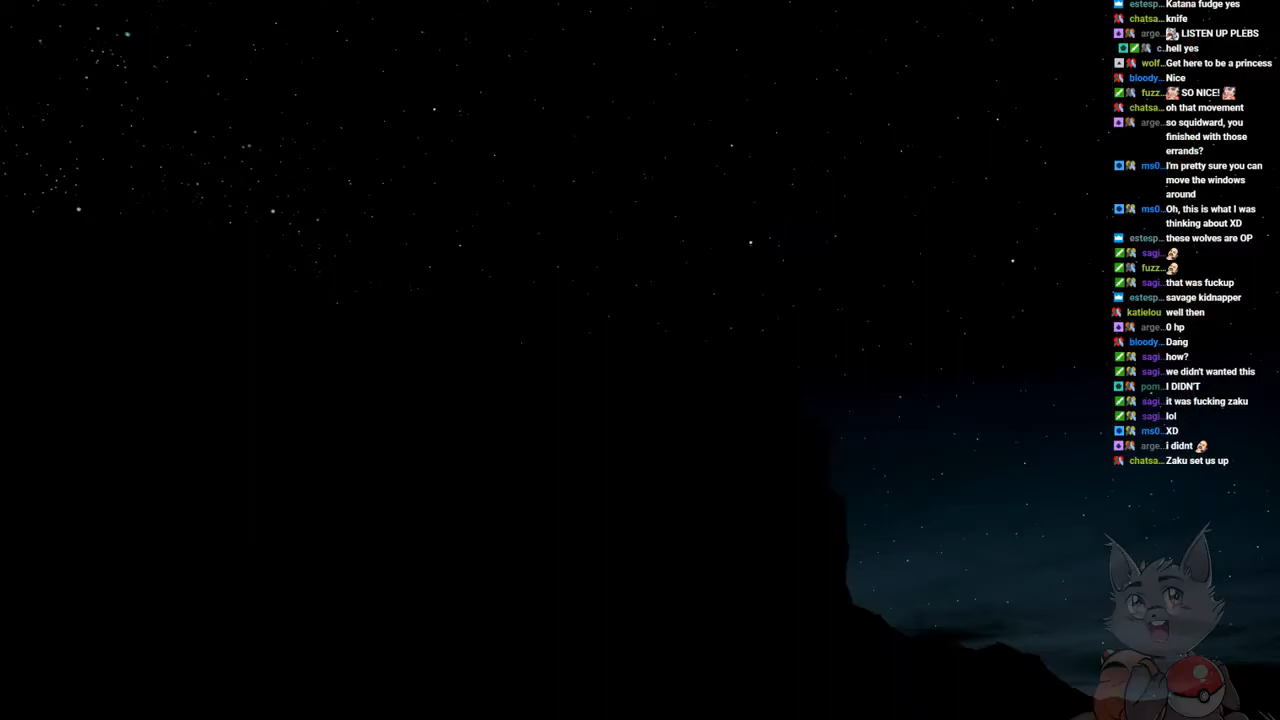 estesp... Katana fudge yes
chatsa... knife
arge... LISTEN UP PLEBS
c... hell yes
wolf... Get here to be a princess
bloody... Nice
fuzz... SO NICE!
chatsa... oh that movement
arge... so squidward, you
finished with those
errands?
ms0... I'm pretty sure you can
move the windows
around
ms0... Oh, this is what I was
thinking about XD
estesp... these wolves are OP
sagi...
fuzz...
sagi... that was fuckup
estesp... savage kidnapper
katielou well then
arge... 0 hp
bloody... Dang
sagi... how?
sagi... we didn't wanted this
pom... I DIDN'T
sagi... it was fucking zaku
sagi... lol
ms0... XD
arge... i didnt
chatsa... Zaku set us up